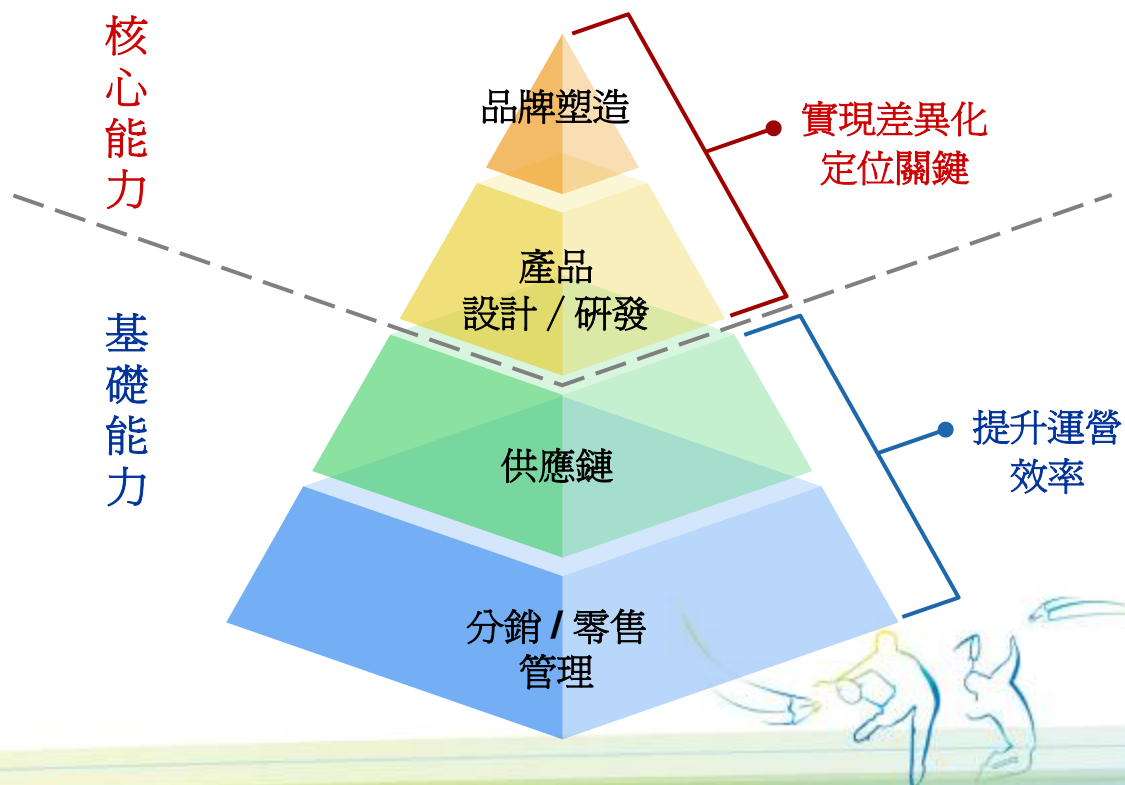 核心能力
品牌塑造
實現差異化
定位關鍵
產品
設計 / 研發
基礎能力
提升運營
效率
供應鏈
分銷 / 零售
管理